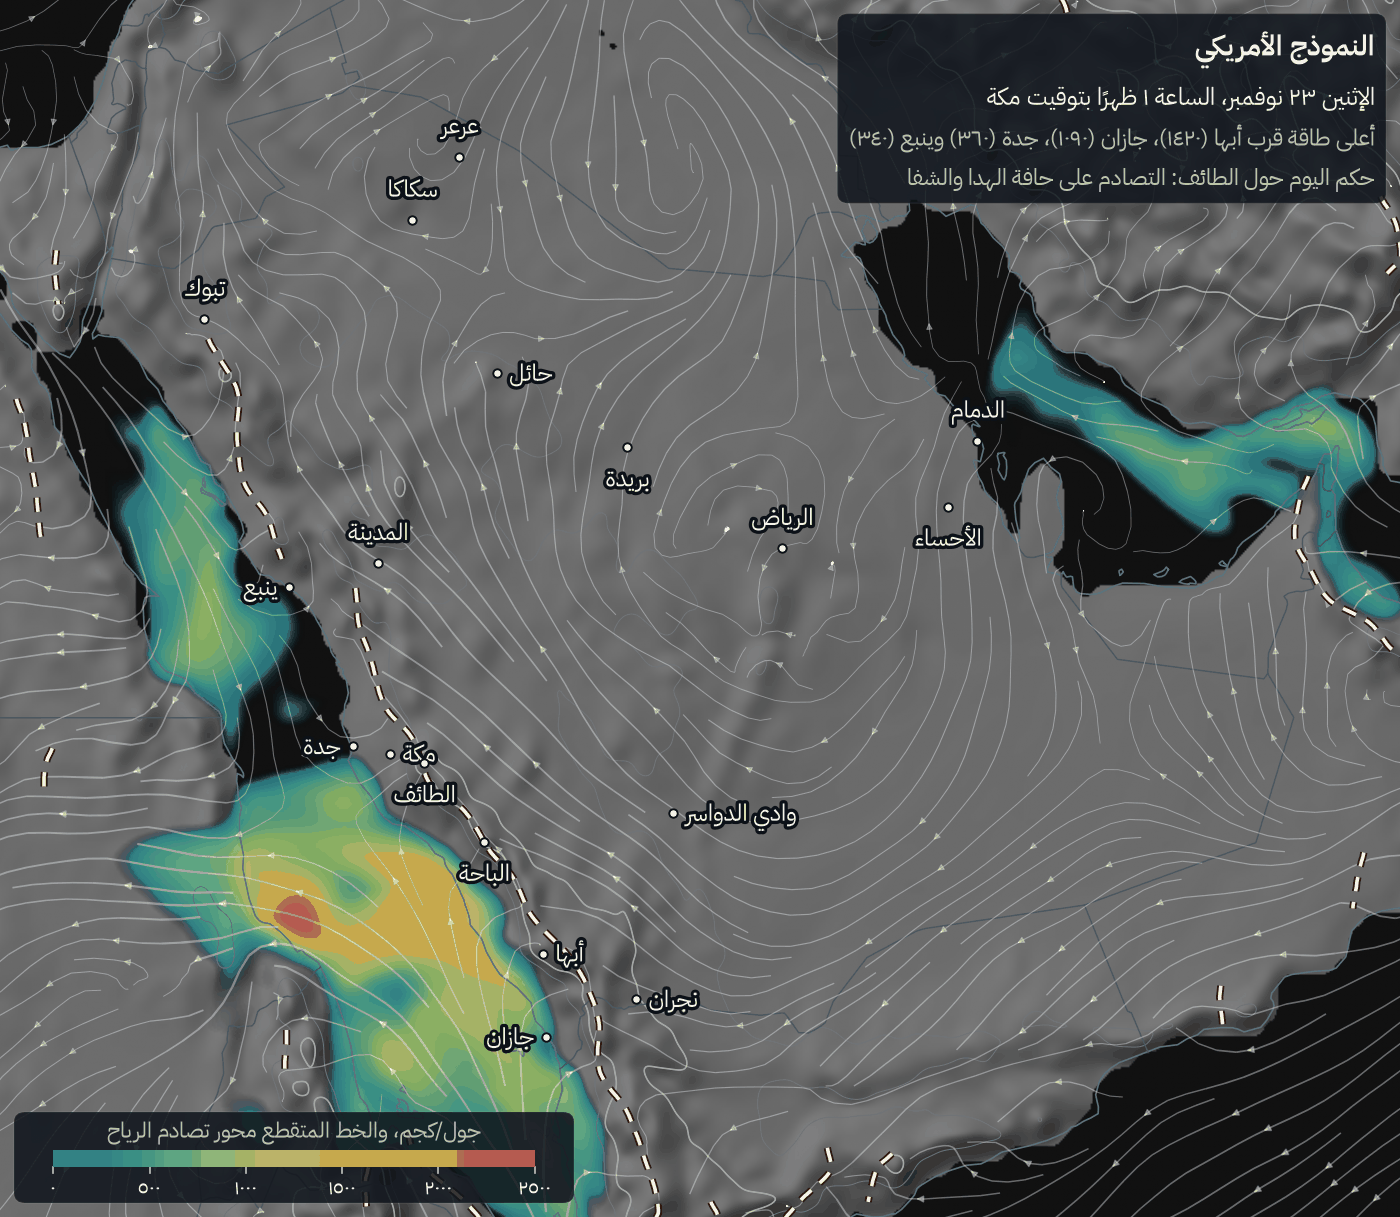 النموذج الأمريكي
الإثنين ٢٣ نوفمبر، الساعة ١ ظهرًا بتوقيت مكة
أعلى طاقة قرب أبها (١٤٢٠)، جازان (١٠٩٠)، جدة (٣٦٠) وينبع (٣٤٠)
حكم اليوم حول الطائف: التصادم على حافة الهدا والشفا
عرعر
سكاكا
تبوك
حائل
الدمام
بريدة
الرياض
المدينة
الأحساء
ينبع
جدة
مكة
الطائف
وادي الدواسر
الباحة
أبها
نجران
جازان
جول/كجم، والخط المتقطع محور تصادم الرياح
٠ ٥٠٠ ١٠٠٠ ١٥٠٠ ٢٠٠٠ ٢٥٠٠